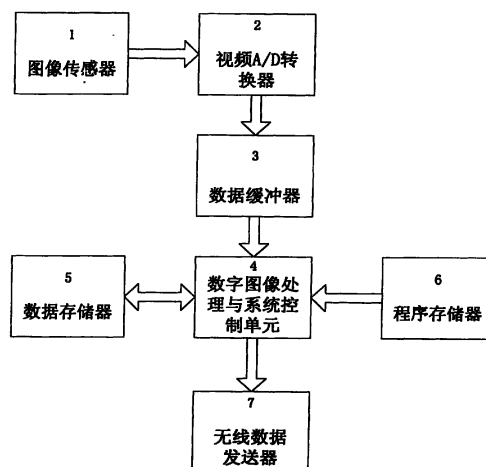 1
图像传感器
2
视频A/D转
换器
3
数据缓冲器
4
数字图像处
理与系统控
制单元
5
数据存储器
6
程序存储器
7
无线数据
发送器